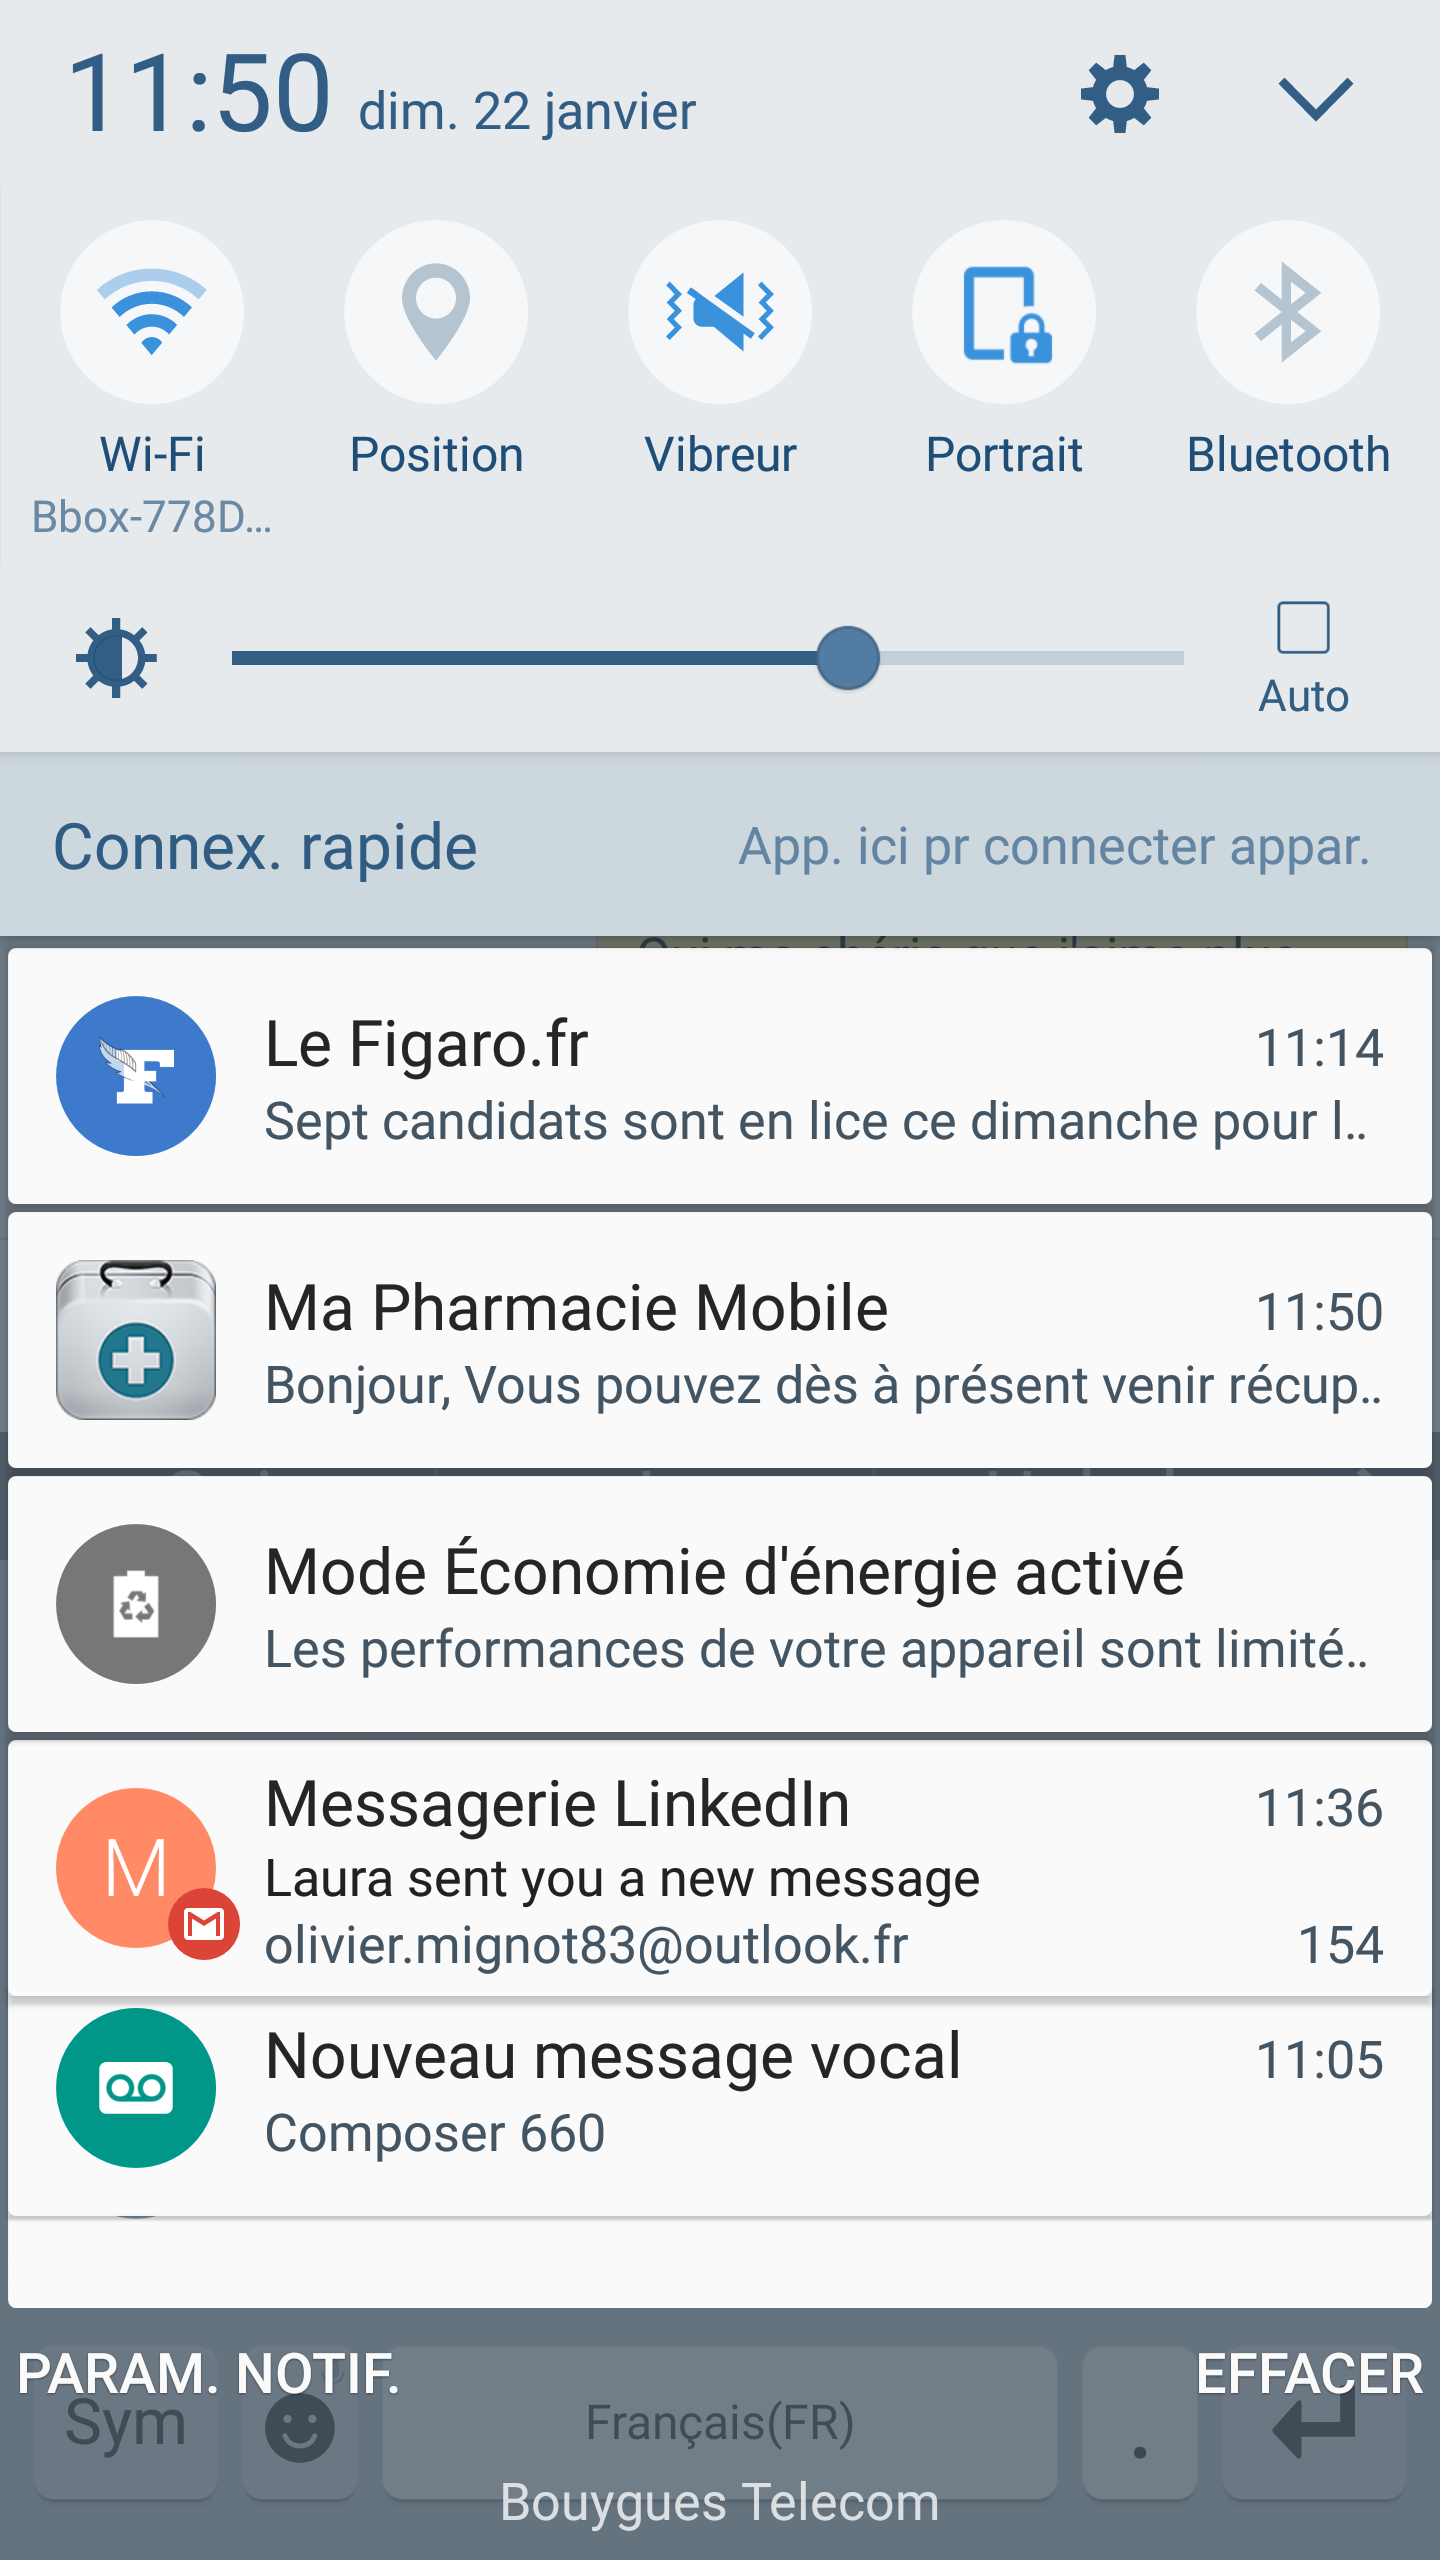 11:50 dim. 22 janvier
Wi-Fi
Position
Vibreur
Portrait
Bluetooth
Bbox-778D...
Auto
Connex. rapide
App. ici pr connecter appar.
Le Figaro.fr
11:14
Sept candidats sont en lice ce dimanche pour l..
Ma Pharmacie Mobile
11:50
Bonjour, Vous pouvez dès à présent venir récup..
Mode Économie d'énergie activé
Les performances de votre appareil sont limité..
M
Messagerie LinkedIn
11:36
Laura sent you a new message
olivier.mignot83@outlook.fr
154
Nouveau message vocal
11:05
Composer 660
PARAM. NOTIF.
EFFACER
Sym
Français(FR)
.
Bouygues Telecom